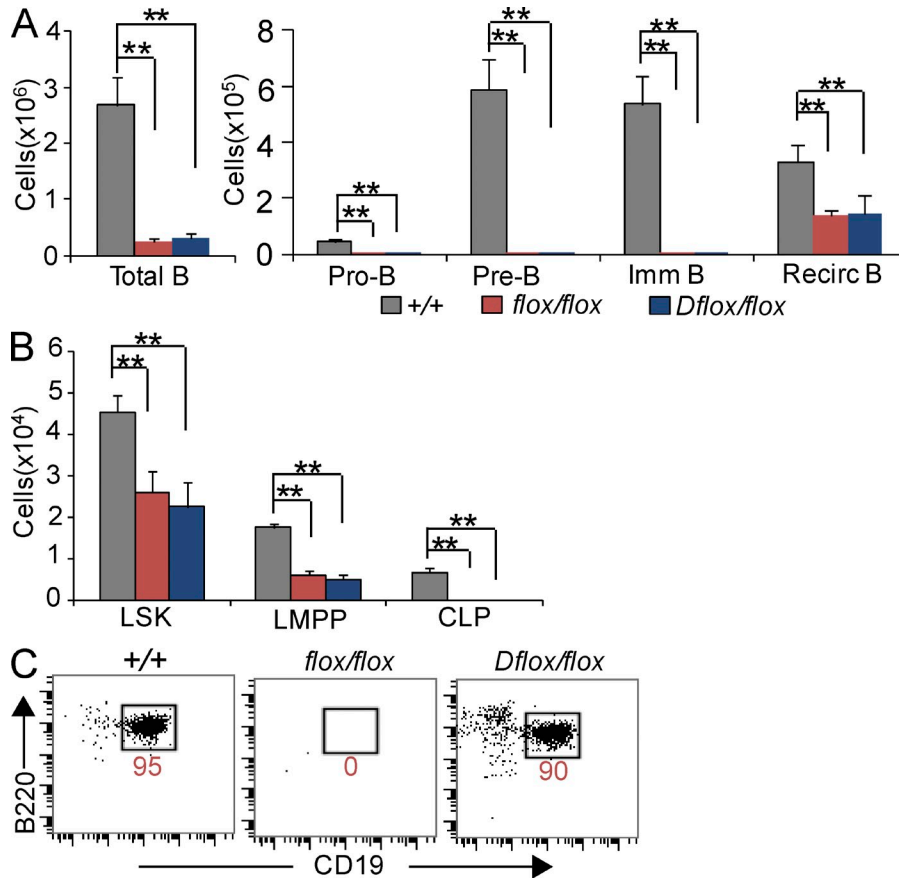 A
Cells(x10⁶)
4
3
2
1
0
**
**
Total B
Cells(x10⁵)
8
6
4
2
0
**
**
**
**
**
**
**
**
Pro-B
Pre-B
Imm B
Recirc B
+/+
flox/flox
Dflox/flox
B
Cells(x10⁴)
6
5
4
3
2
1
0
**
**
**
**
**
**
LSK
LMPP
CLP
C
+/+
flox/flox
Dflox/flox
95
0
90
B220
CD19